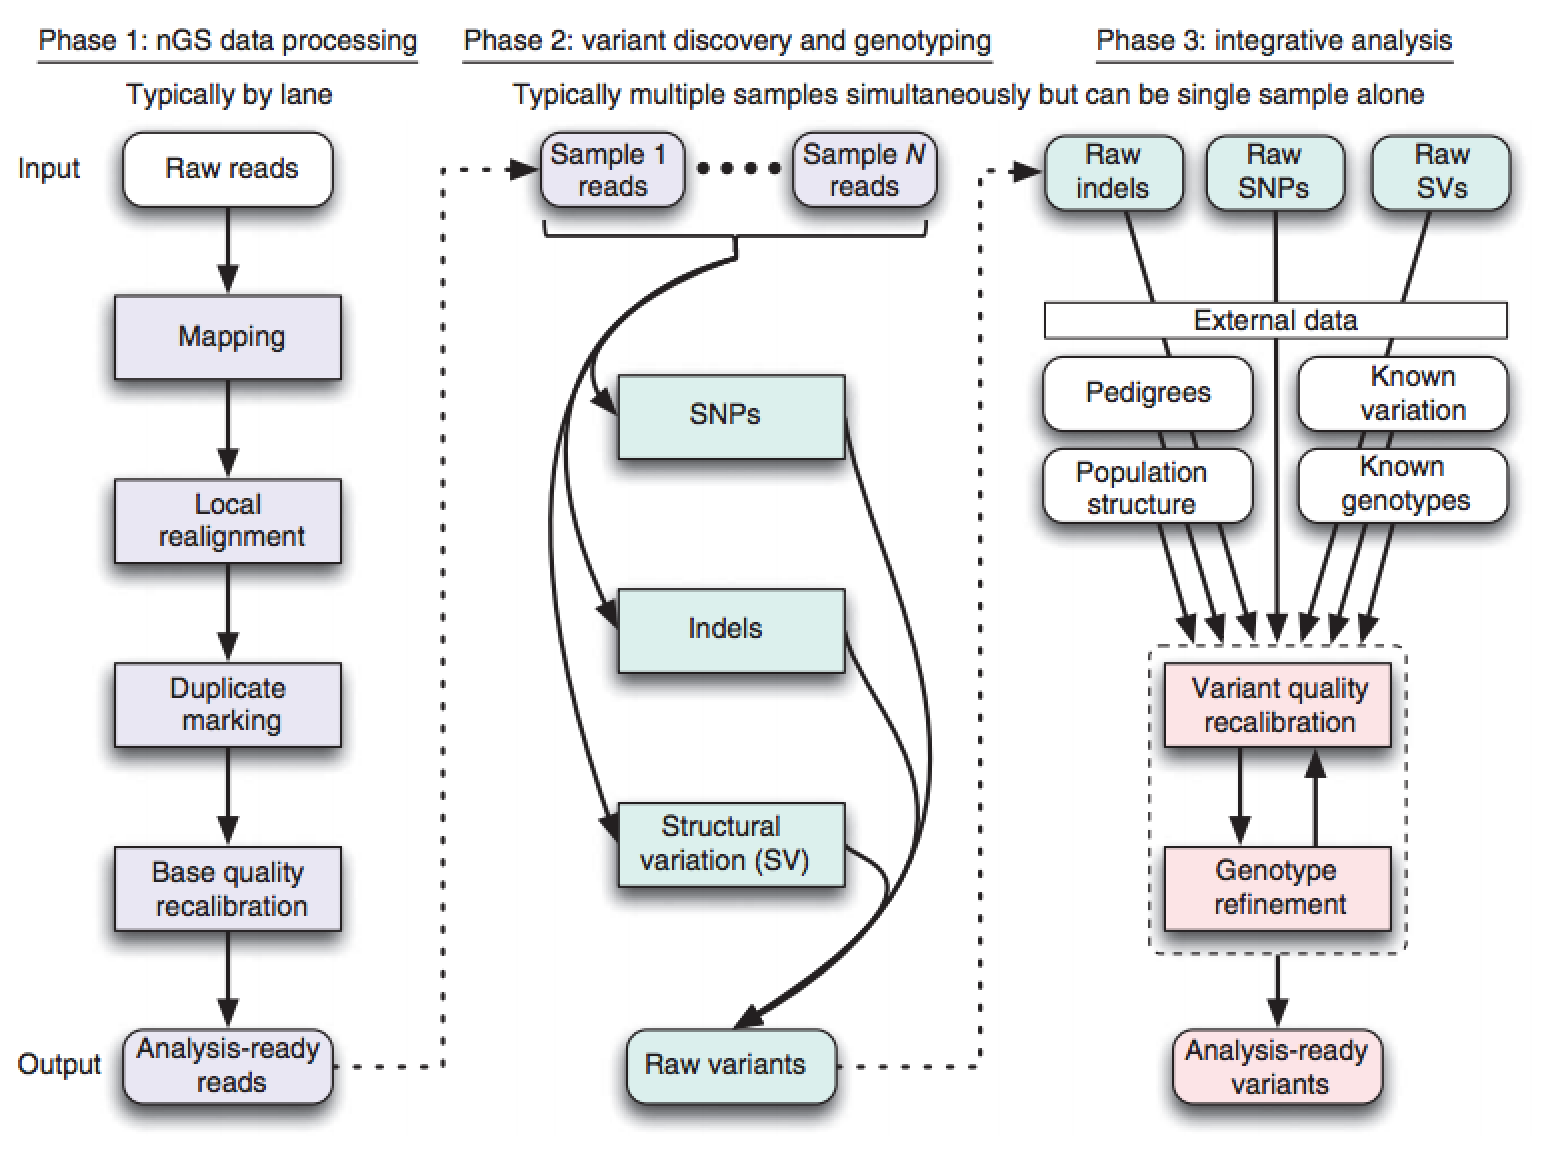 Phase 1: nGS data processing
Typically by lane
Input
Raw reads
Mapping
Local
realignment
Duplicate
marking
Base quality
recalibration
Output
Analysis-ready
reads
Phase 2: variant discovery and genotyping
Phase 3: integrative analysis
Typically multiple samples simultaneously but can be single sample alone
Sample 1
reads
Sample N
reads
SNPs
Indels
Structural
variation (SV)
Raw variants
Raw
indels
Raw
SNPs
Raw
SVs
External data
Pedigrees
Known
variation
Population
structure
Known
genotypes
Variant quality
recalibration
Genotype
refinement
Analysis-ready
variants